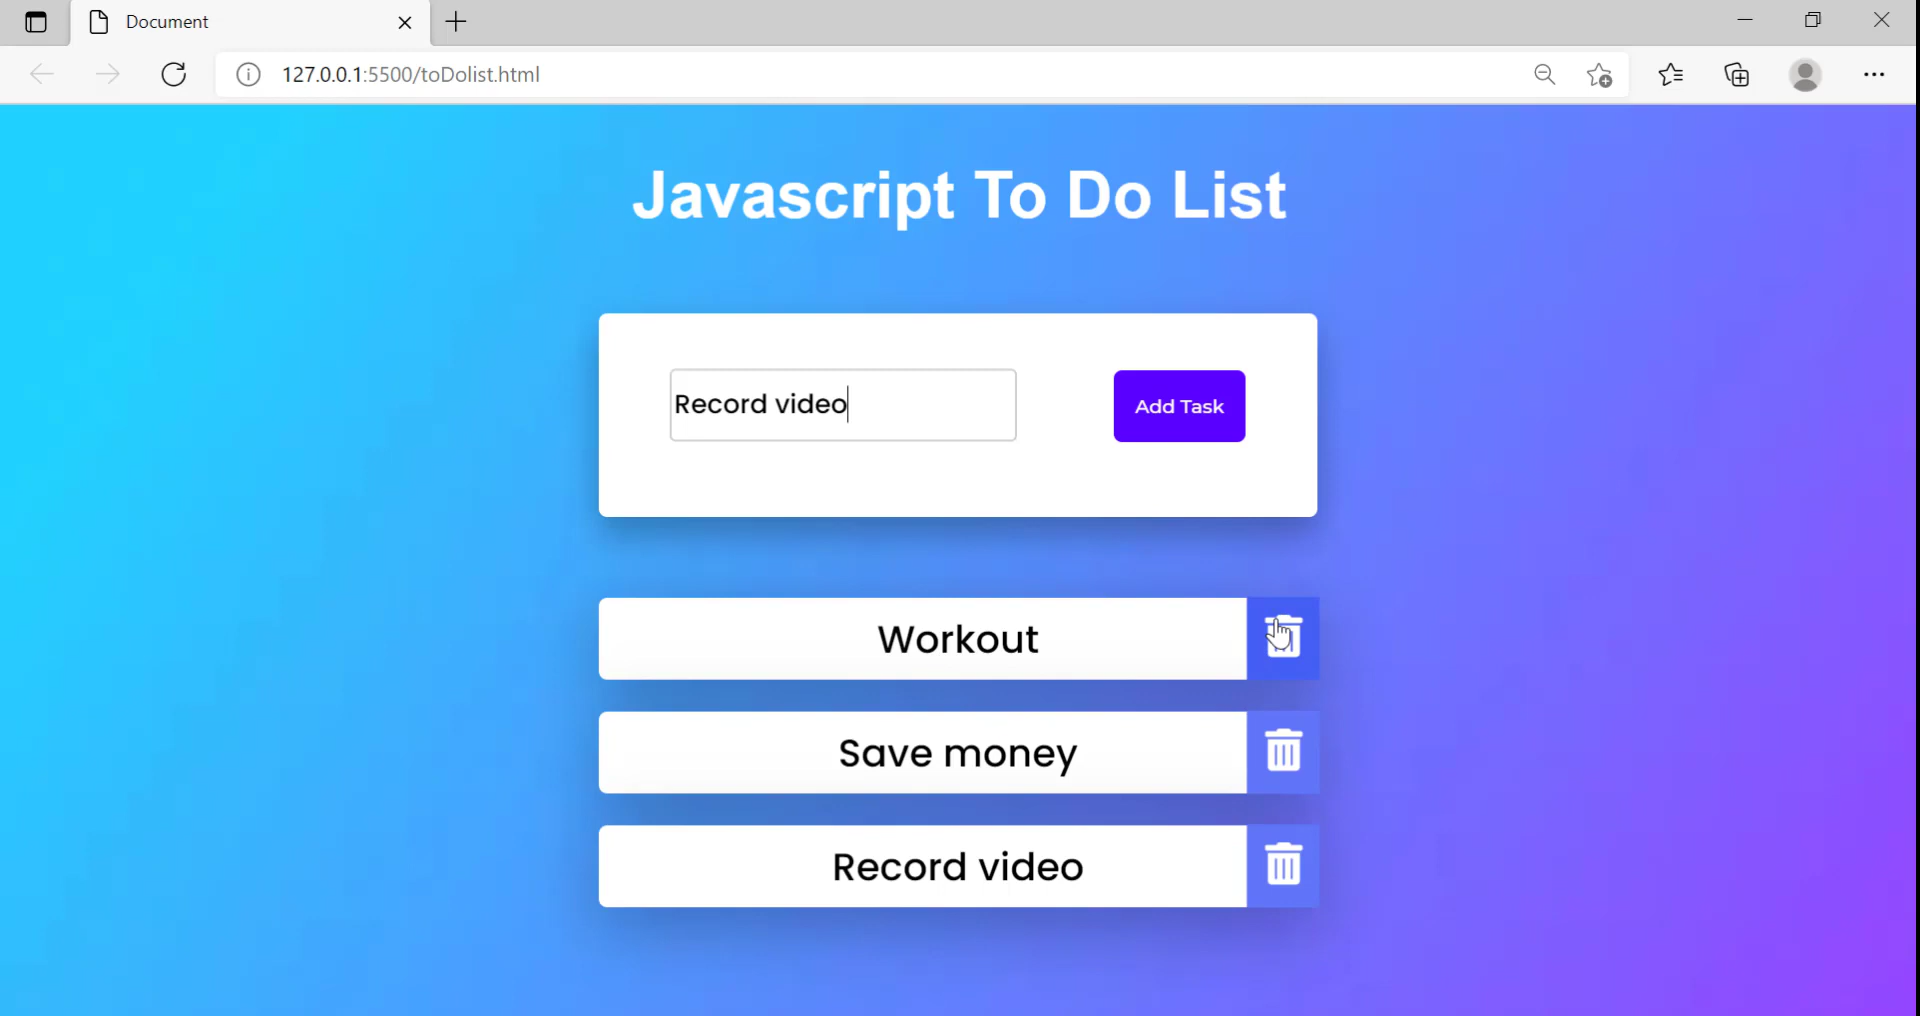 Document
127.0.0.1:5500/toDolist.html
Javascript To Do List
Record video
Add Task
Workout
Save money
Record video